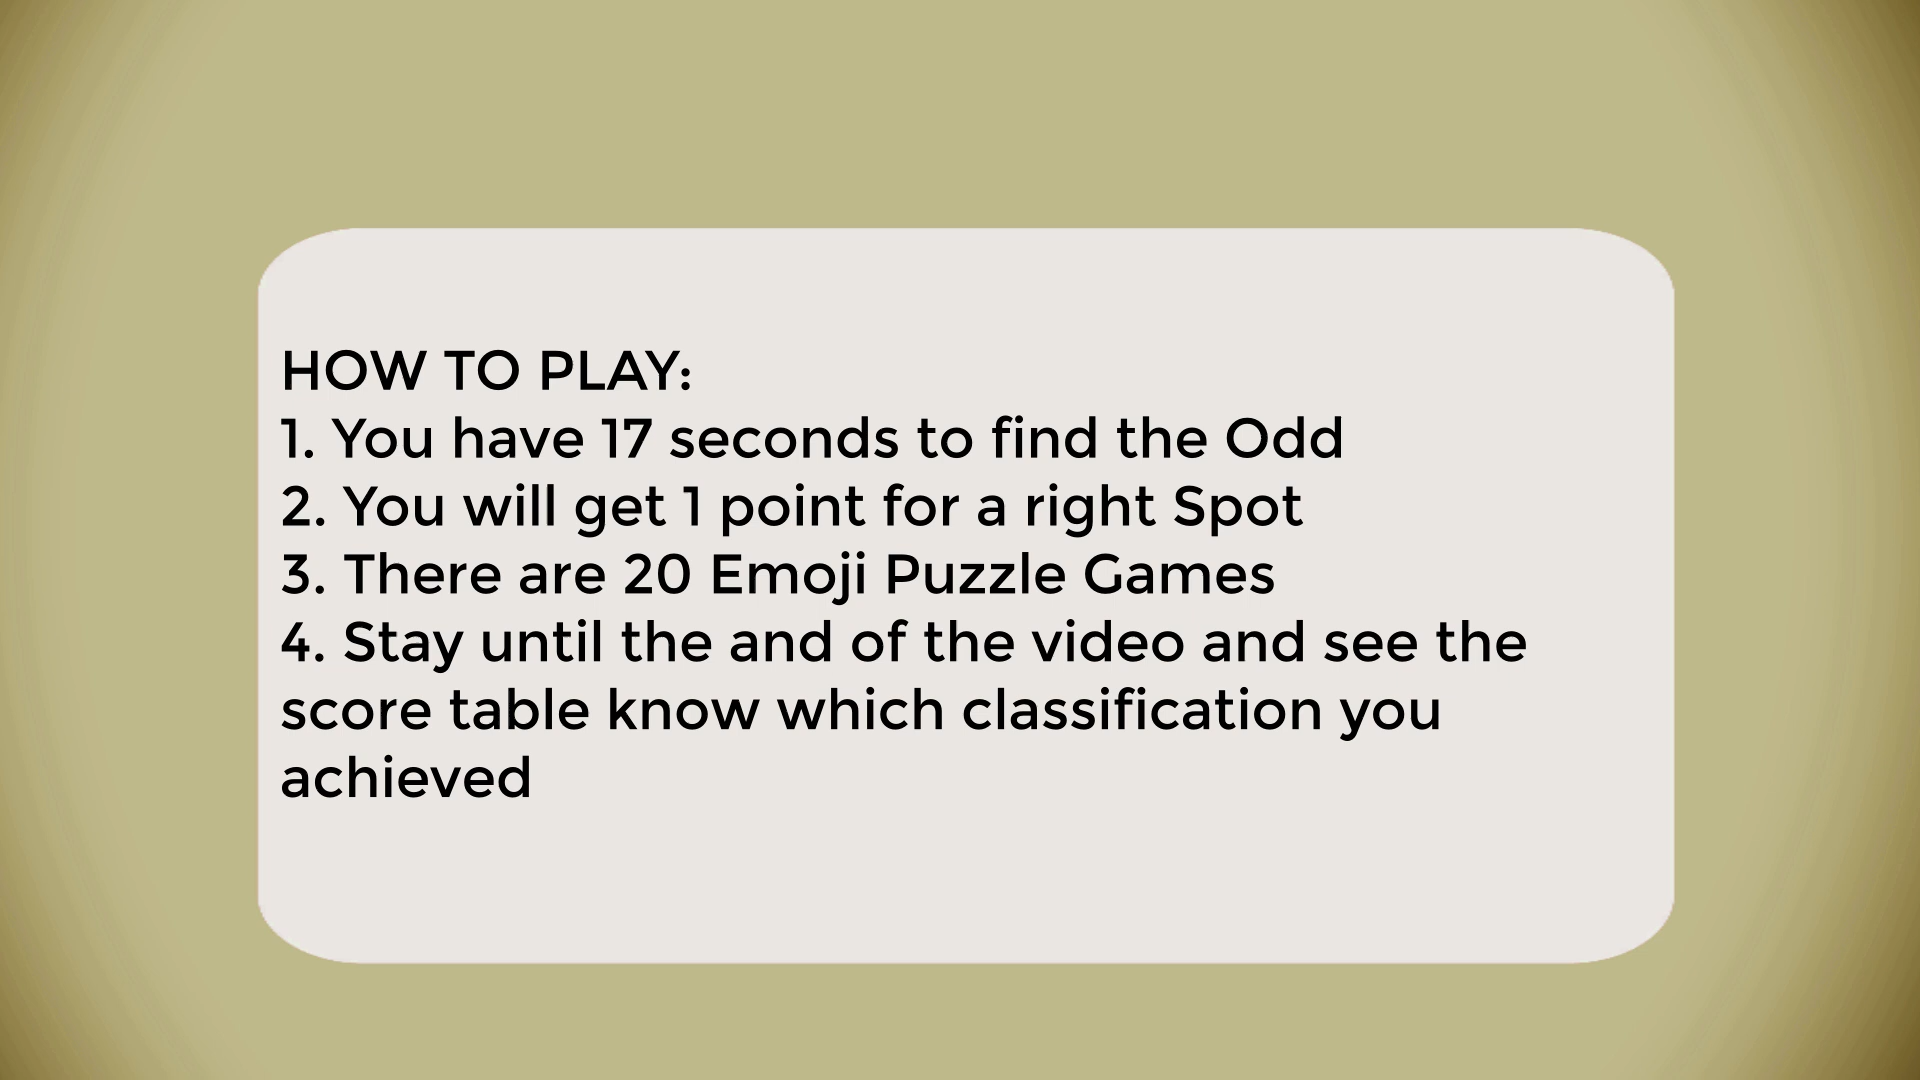 HOW TO PLAY:
1. You have 17 seconds to find the Odd
2. You will get 1 point for a right Spot
3. There are 20 Emoji Puzzle Games
4. Stay until the and of the video and see the
score table know which classification you
achieved